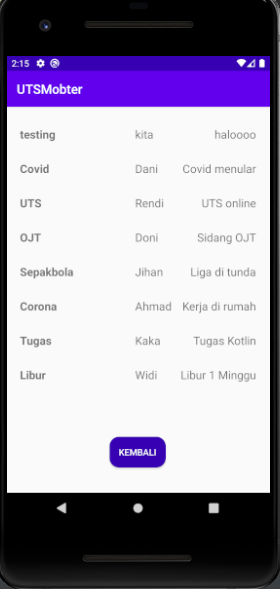 2:15
UTSMobter
testing kita haloooo
Covid Dani Covid menular
UTS Rendi UTS online
OJT Doni Sidang OJT
Sepakbola Jihan Liga di tunda
Corona Ahmad Kerja di rumah
Tugas Kaka Tugas Kotlin
Libur Widi Libur 1 Minggu
KEMBALI